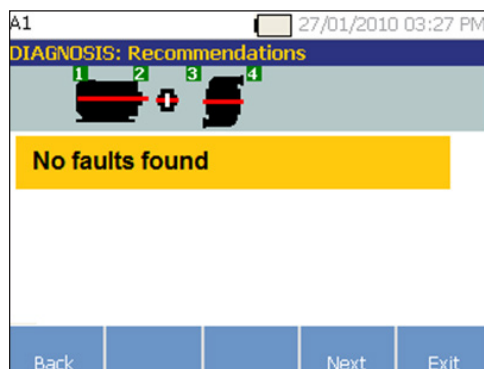 A1 27/01/2010 03:27 PM
DIAGNOSIS: Recommendations
1 2 3 4
No faults found
Back Next Exit